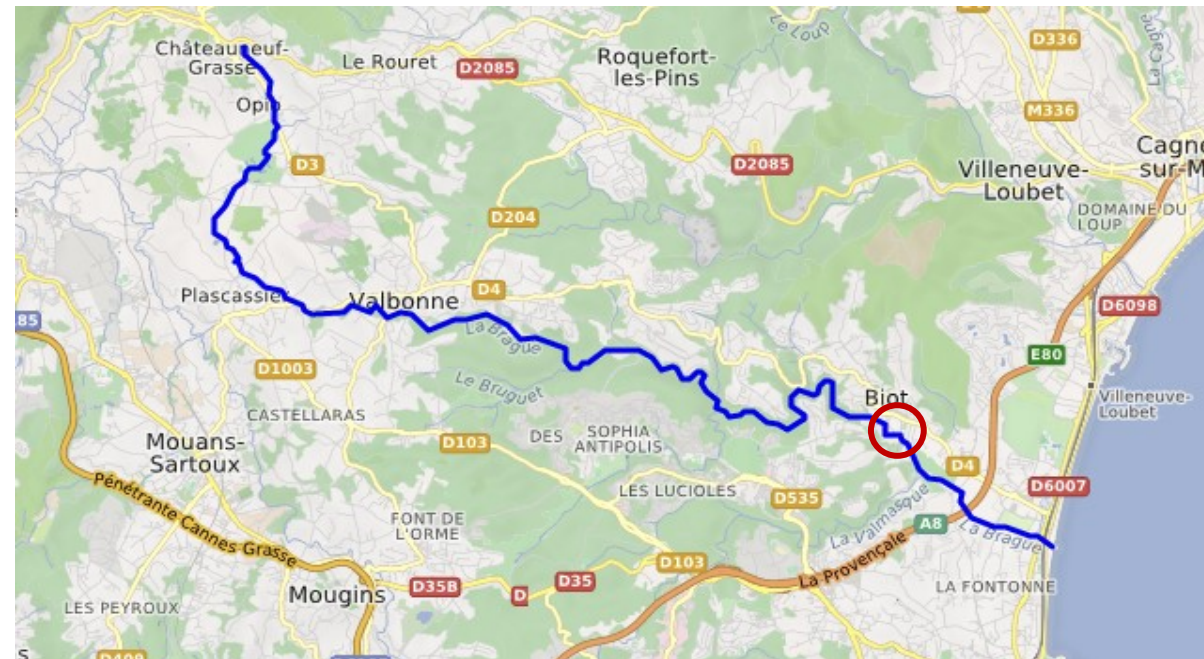 Châteauneuf-
Grasse
Le Rouret
D2085
Roquefort-
les-Pins
Le Loup
D336
La Cagne
M336
Opio
D3
D2085
Villeneuve-
Loubet
DOMAINE DU
LOUP
D204
Plascassier
Valbonne
D4
La Brague
D6098
85
E80
D1003
Le Bruguet
Biot
Villeneuve-
Loubet
CASTELLARAS
Mouans-
Sartoux
D103
DES
SOPHIA
ANTIPOLIS
D4
LES LUCIOLES
D535
D6007
Pénétrante Cannes Grasse
FONT DE
L'ORME
La Valmasque
A8
La Brague
La Provençale
D103
D35B
D
D35
Mougins
LA FONTONNE
LES PEYROUX